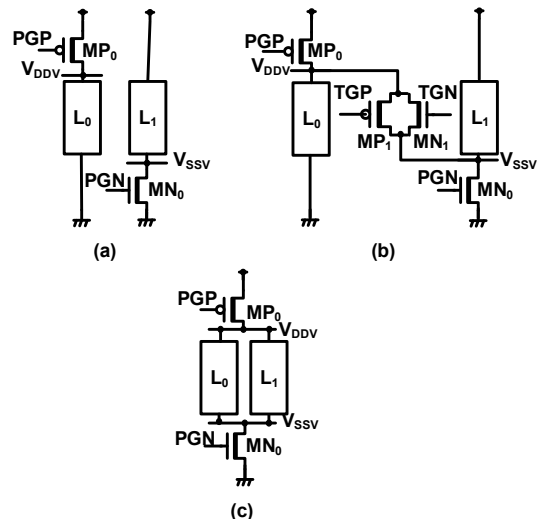 PGP
MP0
VDDV
L0
L1
VSSV
PGN
MN0
(a)
PGP
MP0
VDDV
TGP
TGN
L0
L1
MP1
MN1
VSSV
PGN
MN0
(b)
PGP
MP0
VDDV
L0
L1
VSSV
PGN
MN0
(c)